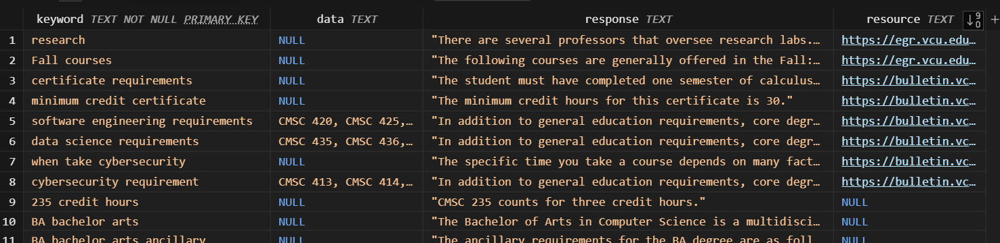 keyword TEXT NOT NULL PRIMARY KEY data TEXT response TEXT resource TEXT
1 research NULL "There are several professors that oversee research labs.… https://egr.vcu.edu…
2 Fall courses NULL "The following courses are generally offered in the Fall:… https://egr.vcu.edu…
3 certificate requirements NULL "The student must have completed one semester of calculus… https://bulletin.vc…
4 minimum credit certificate NULL "The minimum credit hours for this certificate is 30." https://bulletin.vc…
5 software engineering requirements CMSC 420, CMSC 425,… "In addition to general education requirements, core degr… https://bulletin.vc…
6 data science requirements CMSC 435, CMSC 436,… "In addition to general education requirements, core degr… https://bulletin.vc…
7 when take cybersecurity NULL "The specific time you take a course depends on many fact… https://bulletin.vc…
8 cybersecurity requirement CMSC 413, CMSC 414,… "In addition to general education requirements, core degr… https://bulletin.vc…
9 235 credit hours NULL "CMSC 235 counts for three credit hours." NULL
10 BA bachelor arts NULL "The Bachelor of Arts in Computer Science is a multidisci… NULL
11 BA bachelor arts ancillary NULL "The ancillary requirements for the BA degree are as foll… NULL